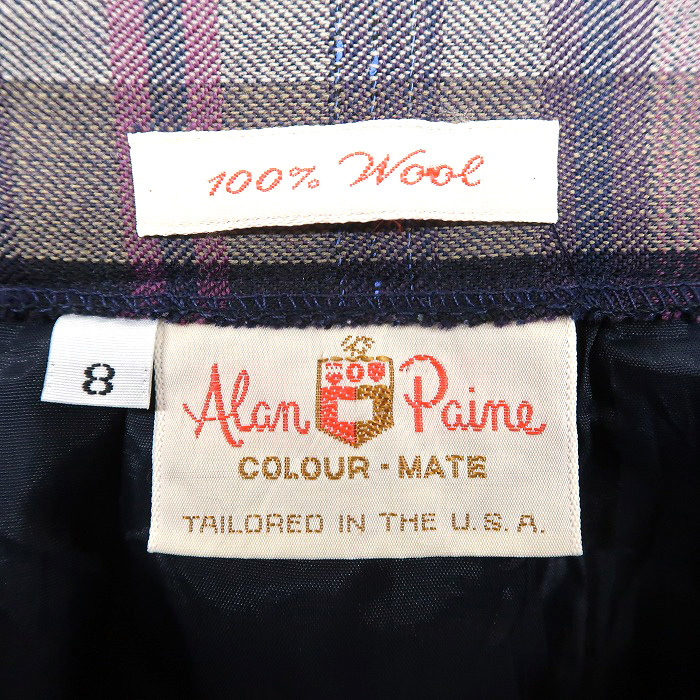 100% Wool
8
Alan Paine
COLOUR - MATE
TAILORED IN THE U.S.A.